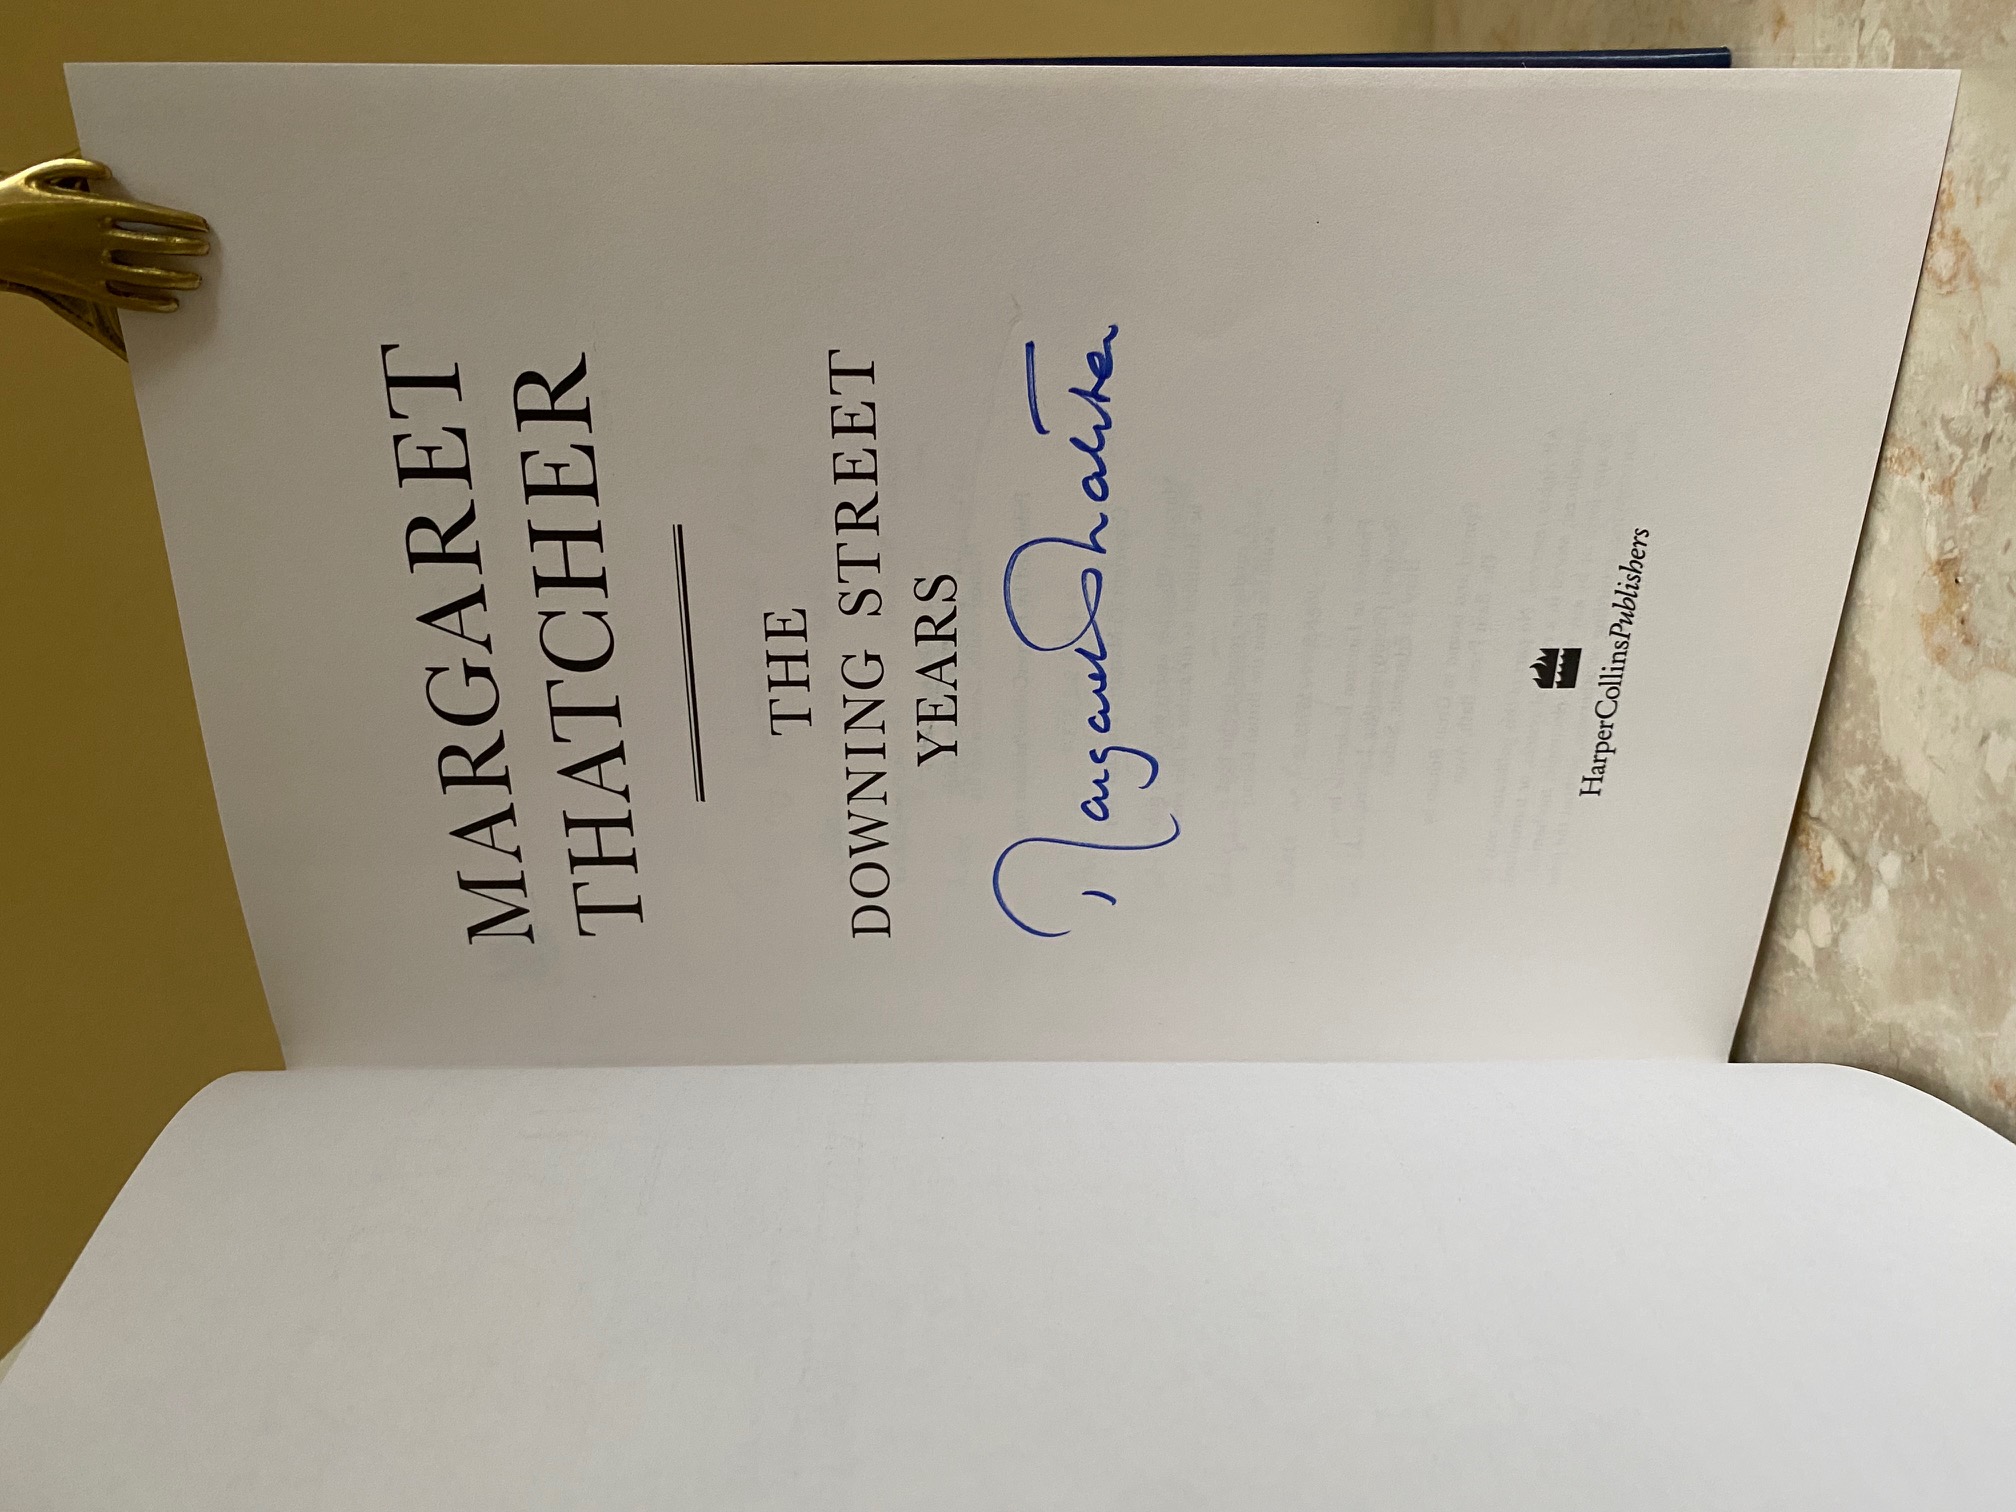 MARGARET
THATCHER
THE
DOWNING STREET
YEARS
Margaret Thatcher
HarperCollinsPublishers